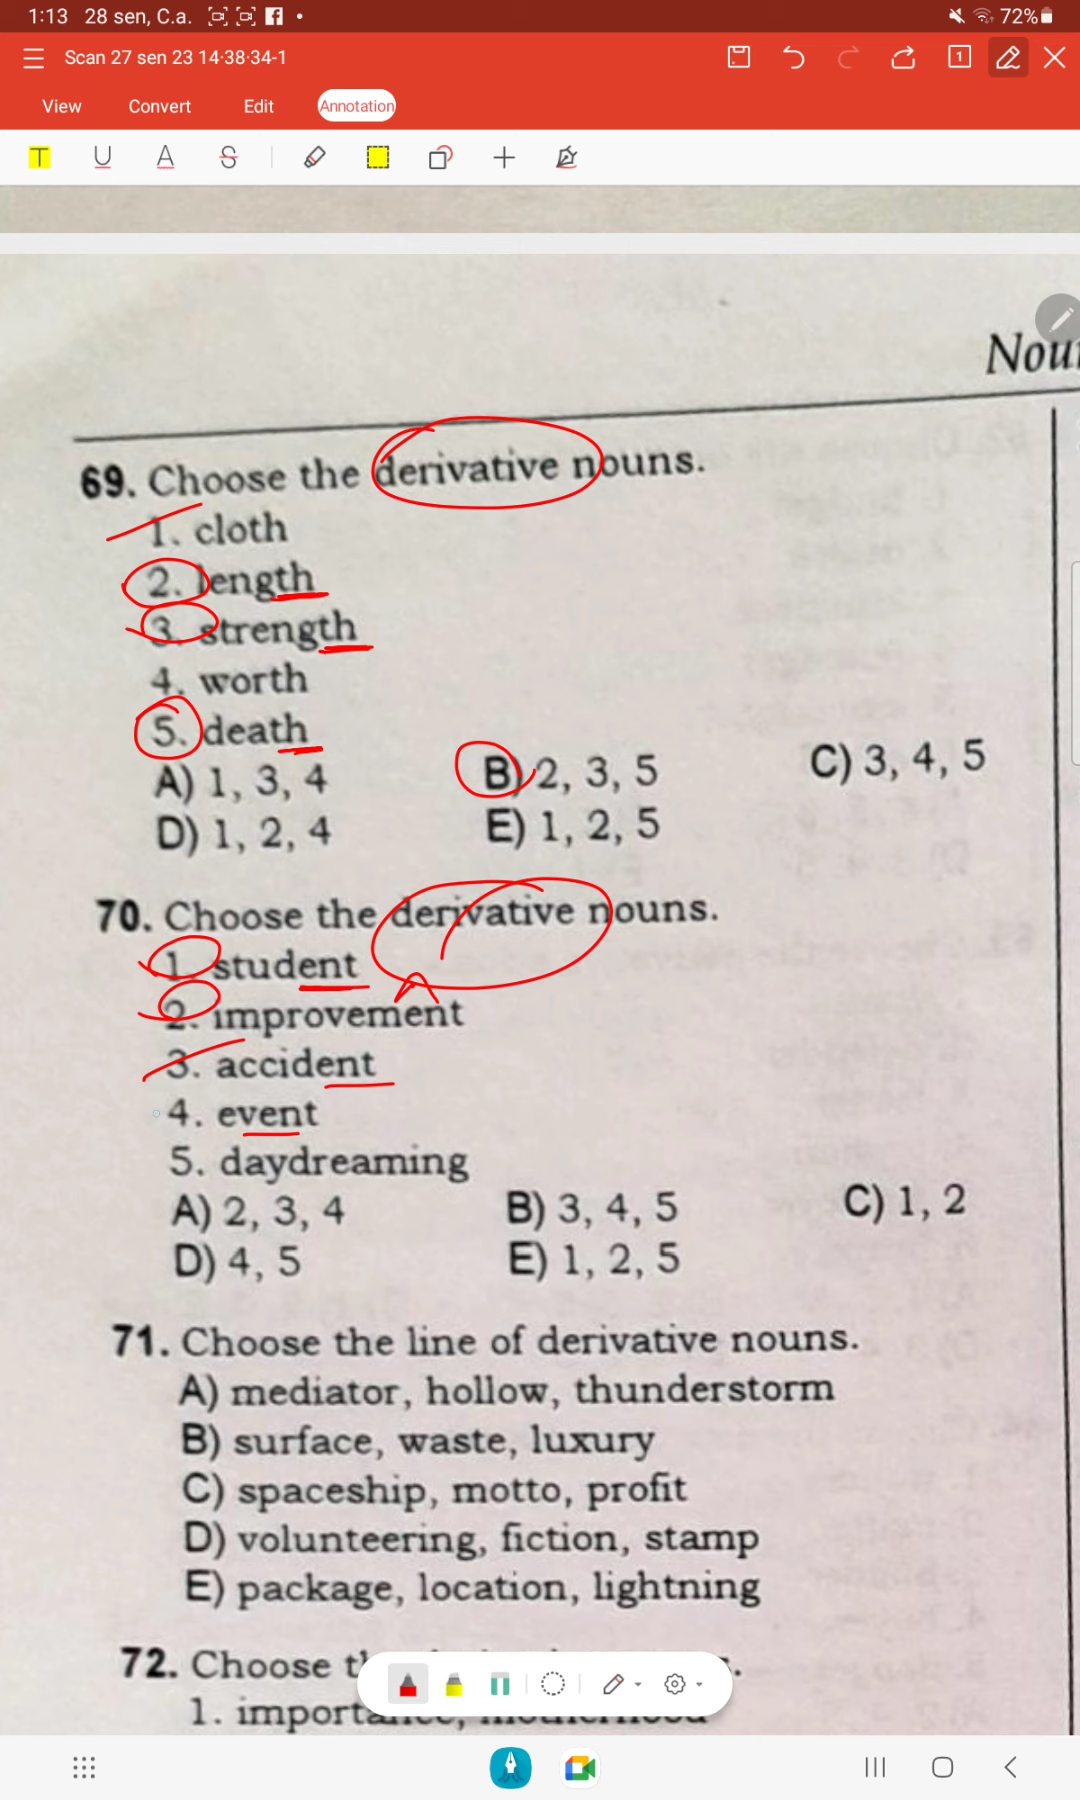 1:13 28 sen, C.a.
72%
Scan 27 sen 23 14·38·34-1
1
View Convert Edit Annotation
T U A S
69. Choose the derivative nouns.
1. cloth
2. length
3. strength
4. worth
5. death
A) 1, 3, 4 B) 2, 3, 5 C) 3, 4, 5
D) 1, 2, 4 E) 1, 2, 5
70. Choose the derivative nouns.
1. student
2. improvement
3. accident
4. event
5. daydreaming
A) 2, 3, 4 B) 3, 4, 5 C) 1, 2
D) 4, 5 E) 1, 2, 5
71. Choose the line of derivative nouns.
A) mediator, hollow, thunderstorm
B) surface, waste, luxury
C) spaceship, motto, profit
D) volunteering, fiction, stamp
E) package, location, lightning
72. Choose
1.